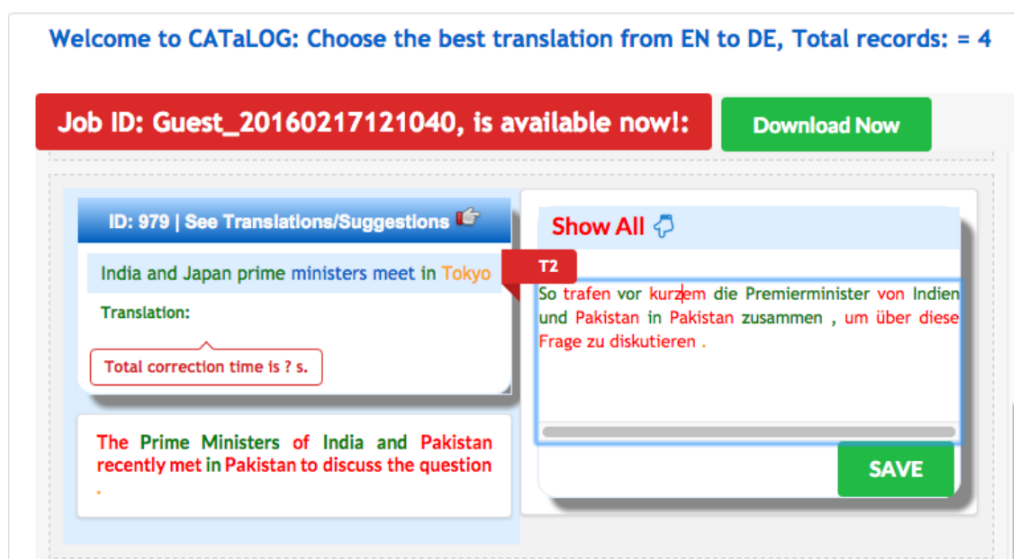 Welcome to CATaLOG: Choose the best translation from EN to DE, Total records: = 4
Job ID: Guest_20160217121040, is available now!:
Download Now
ID: 979 | See Translations/Suggestions
India and Japan prime ministers meet in Tokyo
Translation:
Total correction time is ? s.
The Prime Ministers of India and Pakistan
recently met in Pakistan to discuss the question
.
Show All
T2
So trafen vor kurzem die Premierminister von Indien
und Pakistan in Pakistan zusammen , um über diese
Frage zu diskutieren .
SAVE